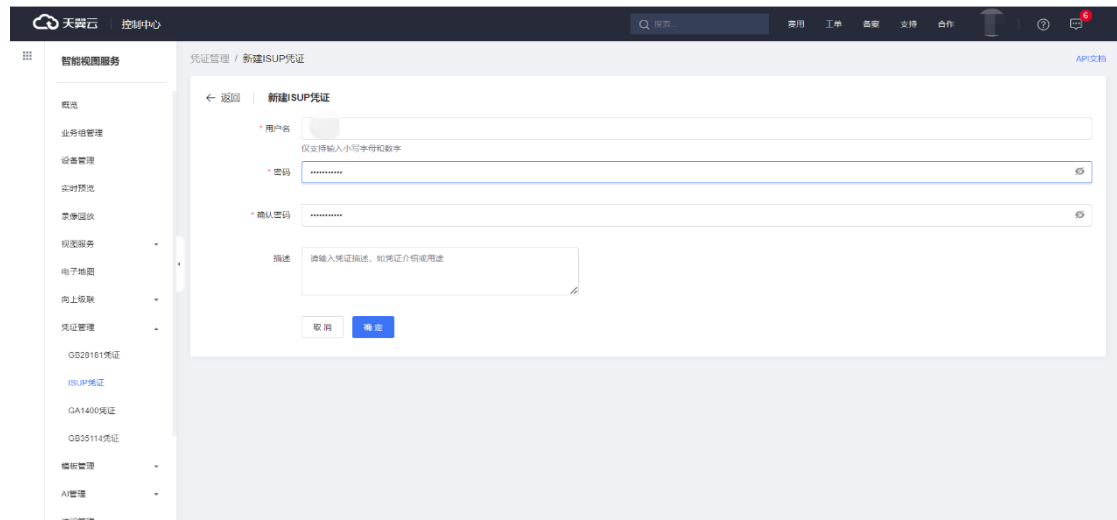 天翼云 控制中心 搜索... 费用 工单 备案 支持 合作 6
智能视图服务 凭证管理 / 新建ISUP凭证 API文档
概览
业务组管理
设备管理
实时预览
录像回放
视图服务
电子地图
向上级联
凭证管理
GB28181凭证
ISUP凭证
GA1400凭证
GB35114凭证
模板管理
AI管理
返回 新建ISUP凭证
* 用户名
仅支持输入小写字母和数字
* 密码 •••••••••••
* 确认密码 •••••••••••
描述 请输入凭证描述，如凭证介绍或用途
取消 确定